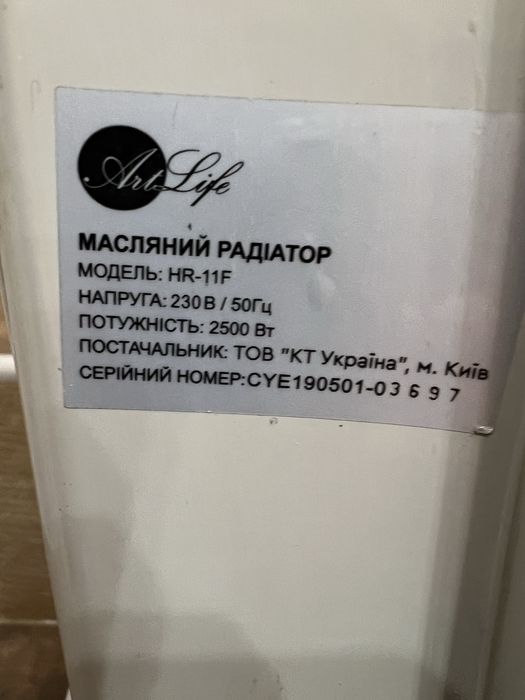 Art Life
МАСЛЯНИЙ РАДІАТОР
МОДЕЛЬ: HR-11F
НАПРУГА: 230 В / 50Гц
ПОТУЖНІСТЬ: 2500 Вт
ПОСТАЧАЛЬНИК: ТОВ "КТ Україна", м. Київ
СЕРІЙНИЙ НОМЕР:CYE190501-03697